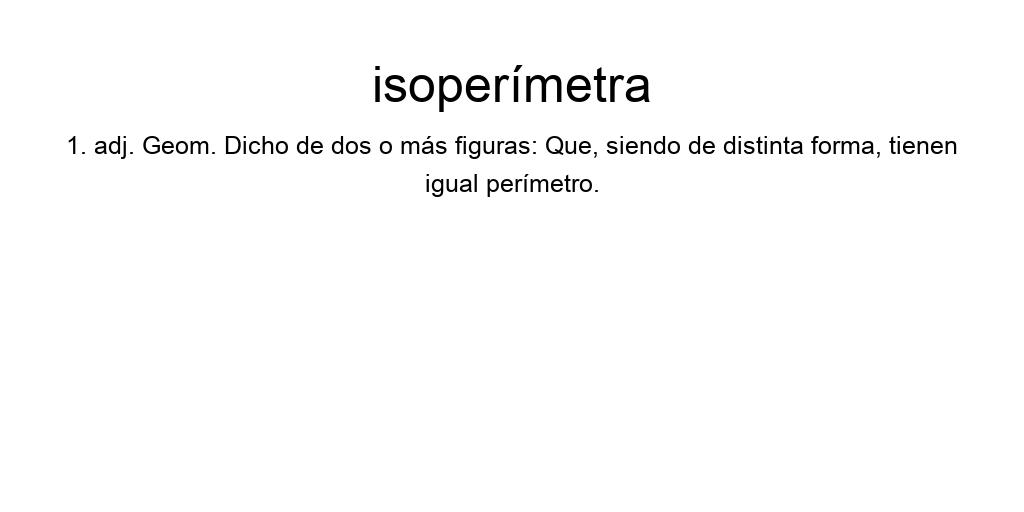 isoperímetra
1. adj. Geom. Dicho de dos o más figuras: Que, siendo de distinta forma, tienen
igual perímetro.